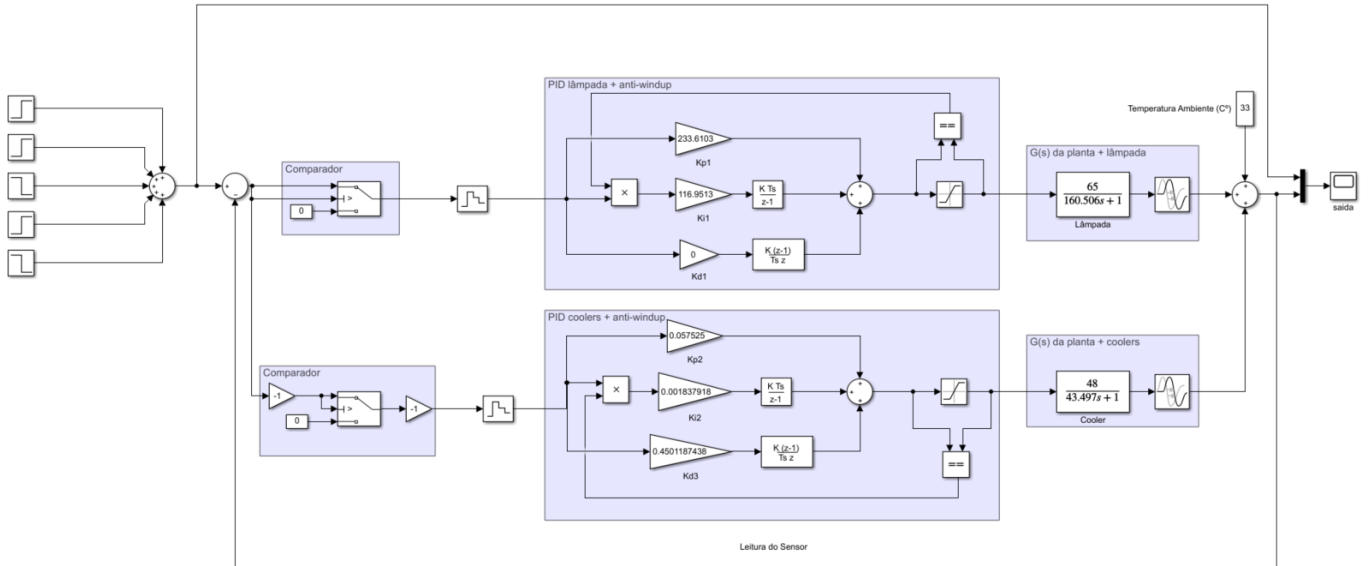 PID lâmpada + anti-windup
==
Temperatura Ambiente (Cº)
33
233.6103
Kp1
G(s) da planta + lâmpada
Comparador
>
0
×
116.9513
Ki1
K Ts
z-1
65
160.506s + 1
Lâmpada
saida
0
Kd1
K (z-1)
Ts z
PID coolers + anti-windup
0.057525
Kp2
G(s) da planta + coolers
Comparador
-1
>
0
-1
×
0.001837918
Ki2
K Ts
z-1
48
43.497s + 1
Cooler
0.4501187438
Kd3
K (z-1)
Ts z
==
Leitura do Sensor